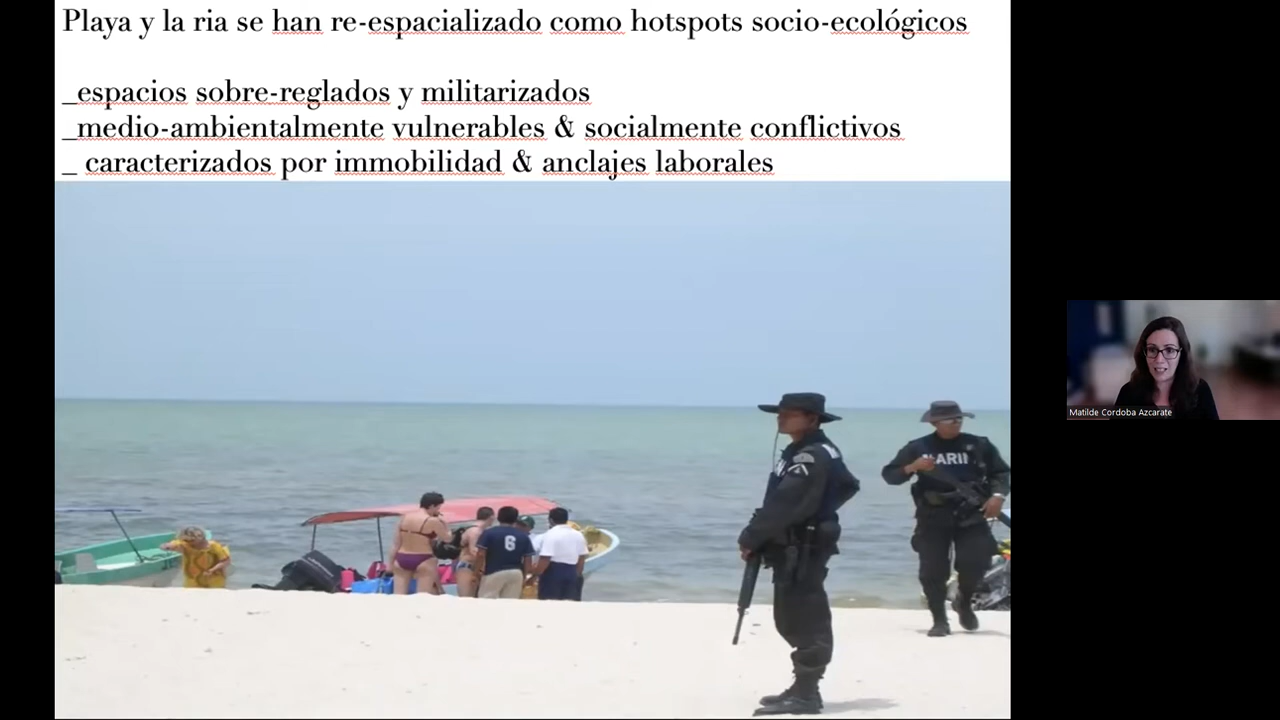 Playa y la ria se han re-espacializado como hotspots socio-ecológicos
_espacios sobre-reglados y militarizados
_medio-ambientalmente vulnerables & socialmente conflictivos
_ caracterizados por immobilidad & anclajes laborales
6
Matilde Cordoba Azcarate